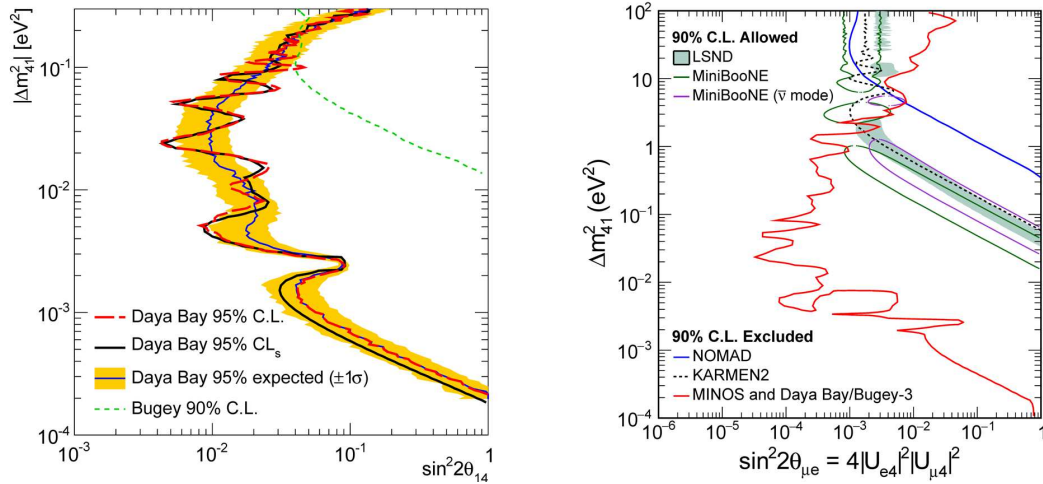 |Δm²₄₁| [eV²]
10⁻¹
10⁻²
10⁻³
10⁻⁴
Daya Bay 95% C.L.
Daya Bay 95% CLₛ
Daya Bay 95% expected (±1σ)
Bugey 90% C.L.
10⁻³ 10⁻² 10⁻¹ 1
sin²2θ₁₄
Δm²₄₁ (eV²)
10²
10
1
10⁻¹
10⁻²
10⁻³
10⁻⁴
90% C.L. Allowed
LSND
MiniBooNE
MiniBooNE (ν̅ mode)
90% C.L. Excluded
NOMAD
KARMEN2
MINOS and Daya Bay/Bugey-3
10⁻⁶ 10⁻⁵ 10⁻⁴ 10⁻³ 10⁻² 10⁻¹ 1
sin²2θμe = 4|Ue4|²|Uμ4|²